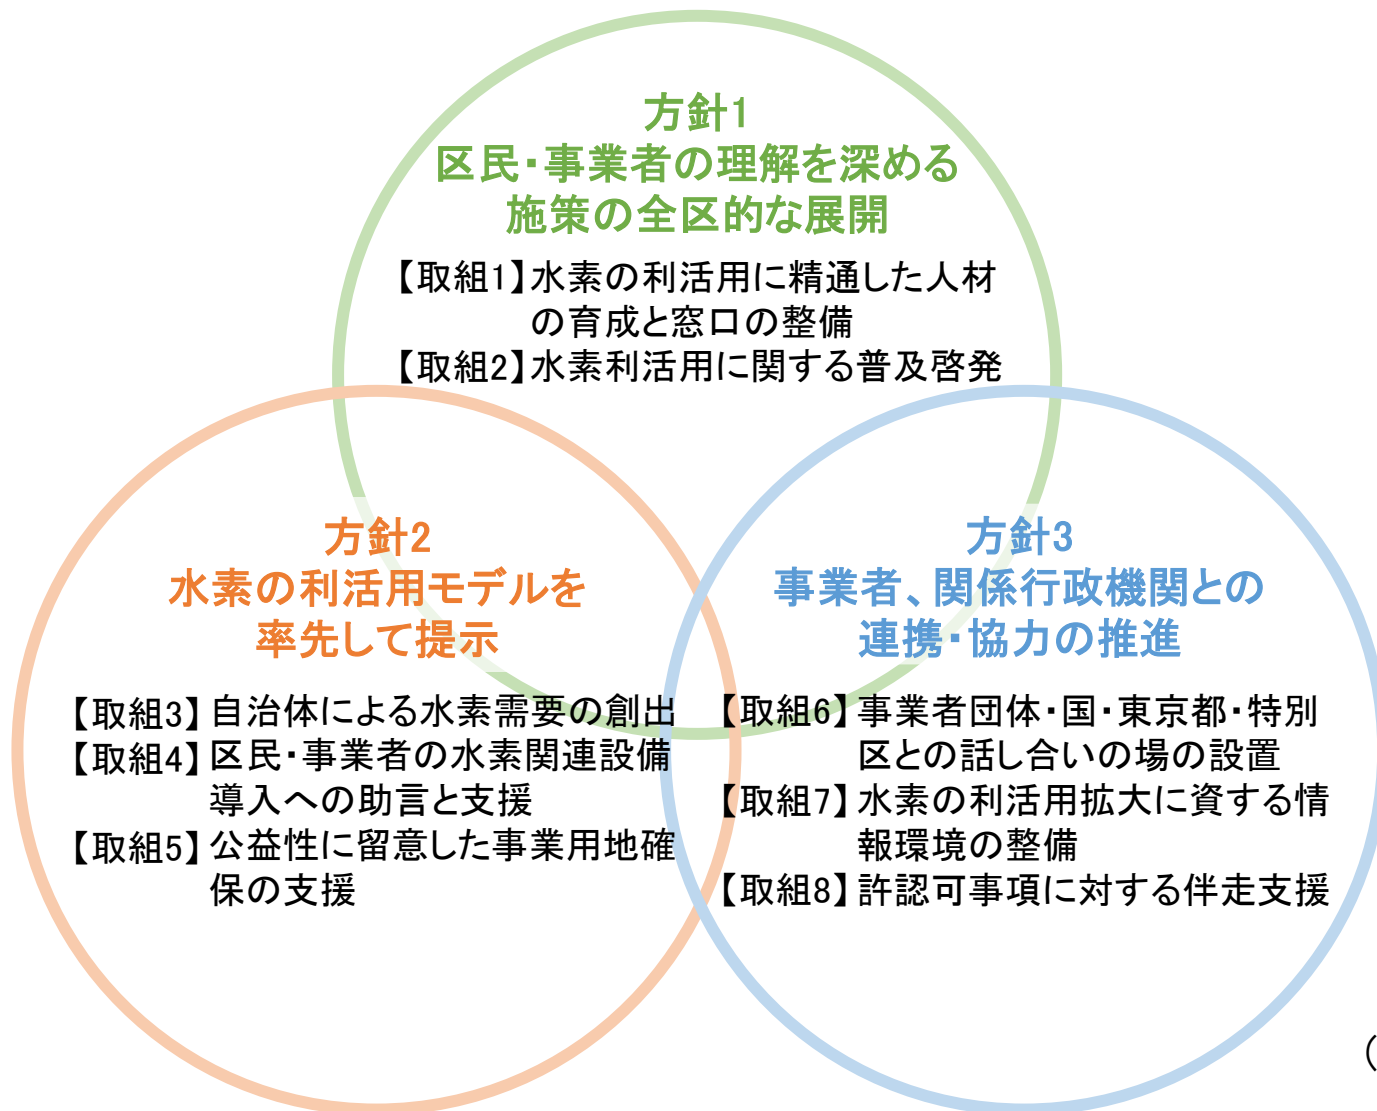 方針1
区民・事業者の理解を深める
施策の全区的な展開
【取組1】水素の利活用に精通した人材
の育成と窓口の整備
【取組2】水素利活用に関する普及啓発
方針2
水素の利活用モデルを
率先して提示
【取組3】自治体による水素需要の創出
【取組4】区民・事業者の水素関連設備
導入への助言と支援
【取組5】公益性に留意した事業用地確
保の支援
方針3
事業者、関係行政機関との
連携・協力の推進
【取組6】事業者団体・国・東京都・特別
区との話し合いの場の設置
【取組7】水素の利活用拡大に資する情
報環境の整備
【取組8】許認可事項に対する伴走支援
（